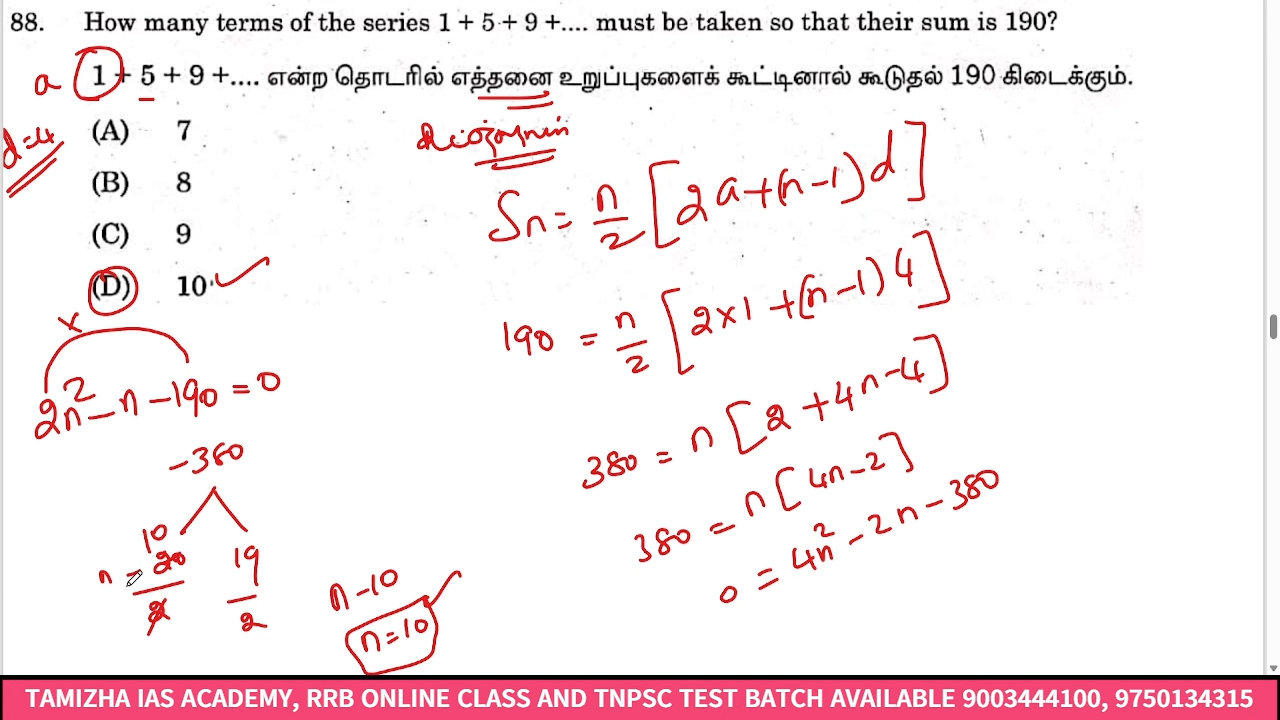 88. How many terms of the series 1 + 5 + 9 +.... must be taken so that their sum is 190?
a 1 + 5 + 9 +.... என்ற தொடரில் எத்தனை உறுப்புகளைக் கூட்டினால் கூடுதல் 190 கிடைக்கும்.
d=4
(A) 7
(B) 8
(C) 9
(D) 10
Sn = n/2 [2a+(n-1)d]
190 = n/2 [2×1 +(n-1)4]
380 = n[2+4n-4]
380 = n[4n-2]
0 = 4n²-2n-380
x
2n²-n-190=0
-380
10
n - 20/2 19/2
n-10
n=10
TAMIZHA IAS ACADEMY, RRB ONLINE CLASS AND TNPSC TEST BATCH AVAILABLE 9003444100, 9750134315